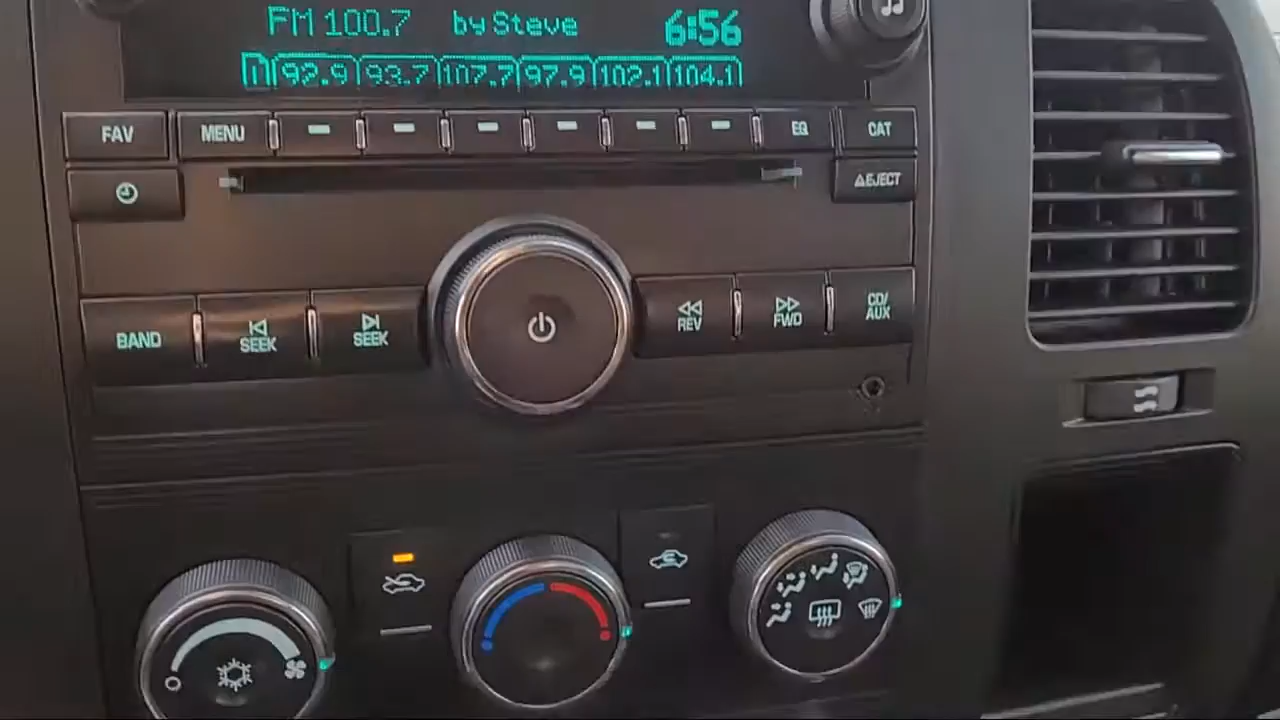 FM 100.7 by Steve 6:56
1 92.9 93.7 107.7 97.9 102.1 104.1
FAV MENU EQ CAT
EJECT
BAND SEEK SEEK REV FWD CD/AUX